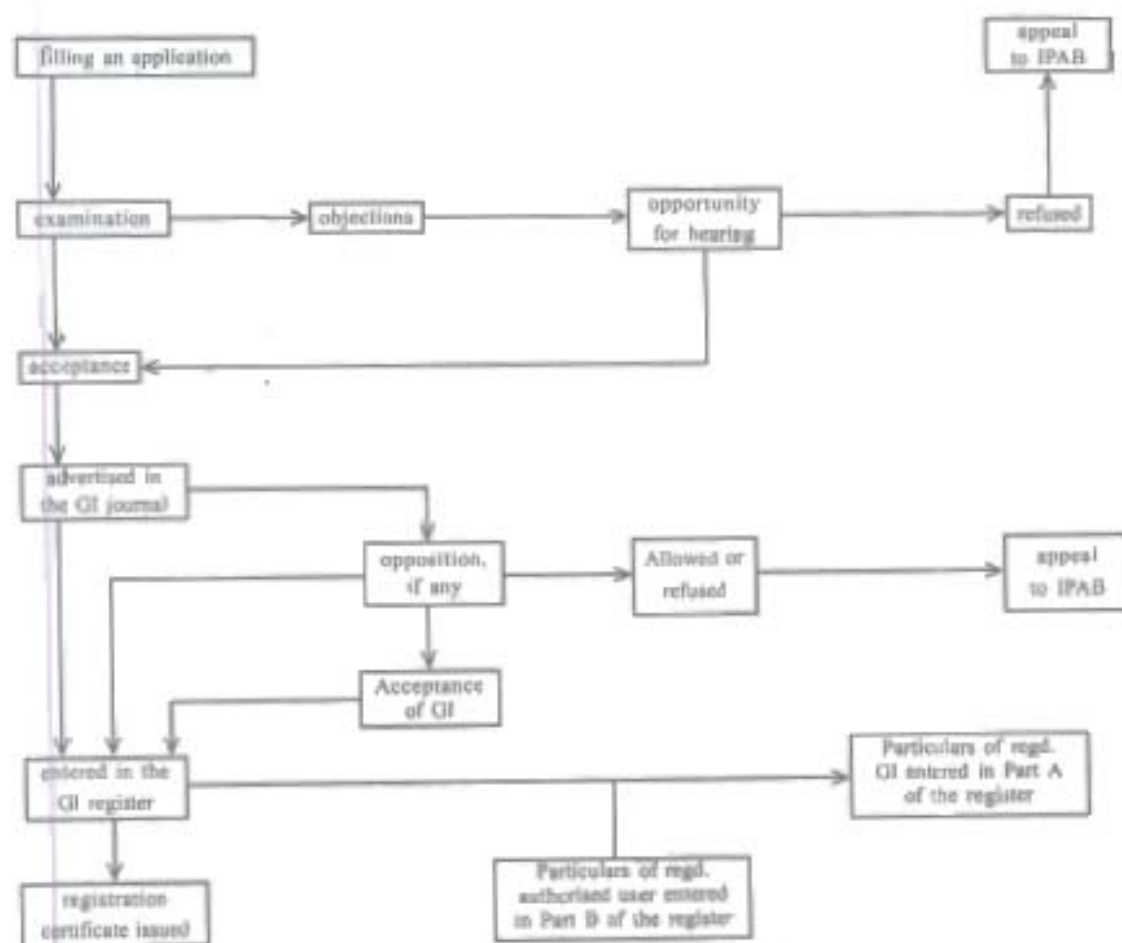 filling an application
appeal
to IPAB
examination
objections
opportunity
for hearing
refused
acceptance
advertised in
the GI journal
opposition,
if any
Allowed or
refused
appeal
to IPAB
Acceptance
of GI
entered in the
GI register
Particulars of regd.
GI entered in Part A
of the register
Particulars of regd.
authorised user entered
in Part B of the register
registration
certificate issued